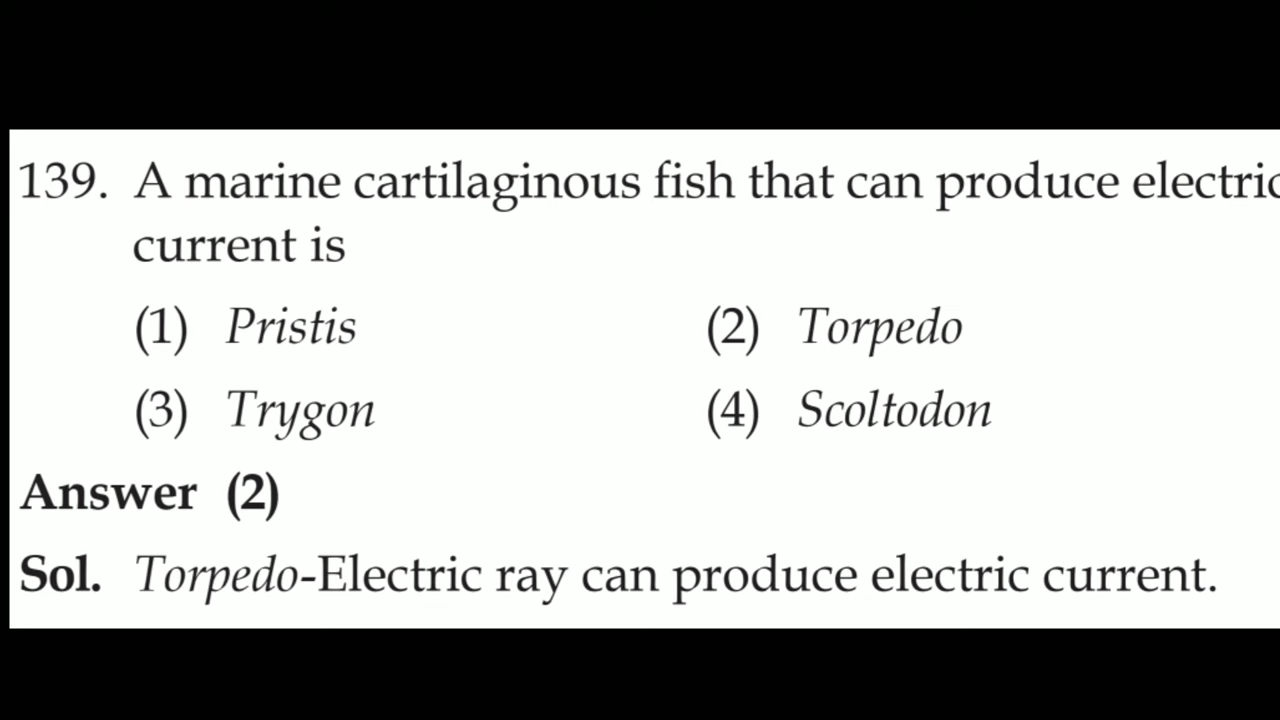 139. A marine cartilaginous fish that can produce electric
current is
(1) Pristis (2) Torpedo
(3) Trygon (4) Scoltodon
Answer (2)
Sol. Torpedo-Electric ray can produce electric current.